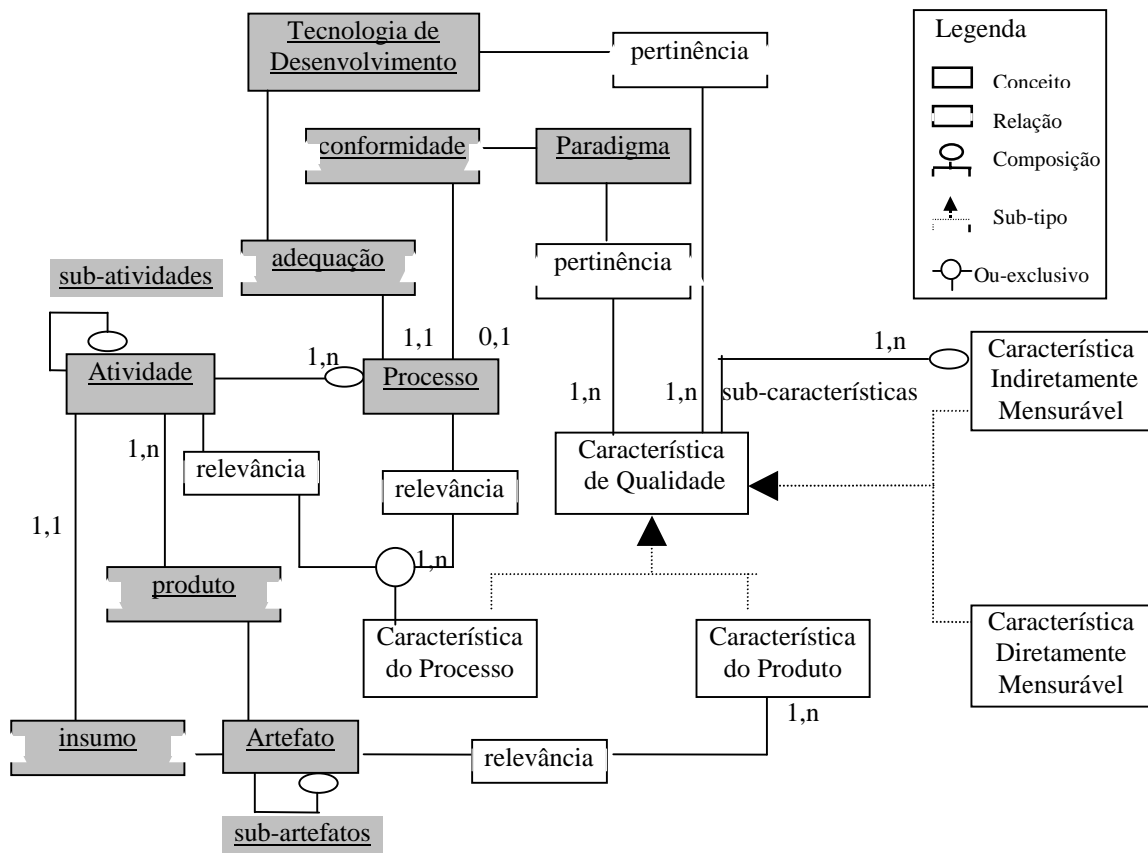 Tecnologia de
Desenvolvimento
pertinência
Legenda
Conceito
Relação
Composição
Sub-tipo
Ou-exclusivo
conformidade
Paradigma
adequação
pertinência
sub-atividades
1,n
1,1
0,1
1,n
Atividade
Processo
1,n
1,n
sub-características
Característica
Indiretamente
Mensurável
1,n
relevância
relevância
Característica
de Qualidade
1,1
1,n
produto
Característica
do Processo
Característica
do Produto
Característica
Diretamente
Mensurável
1,n
insumo
Artefato
relevância
sub-artefatos